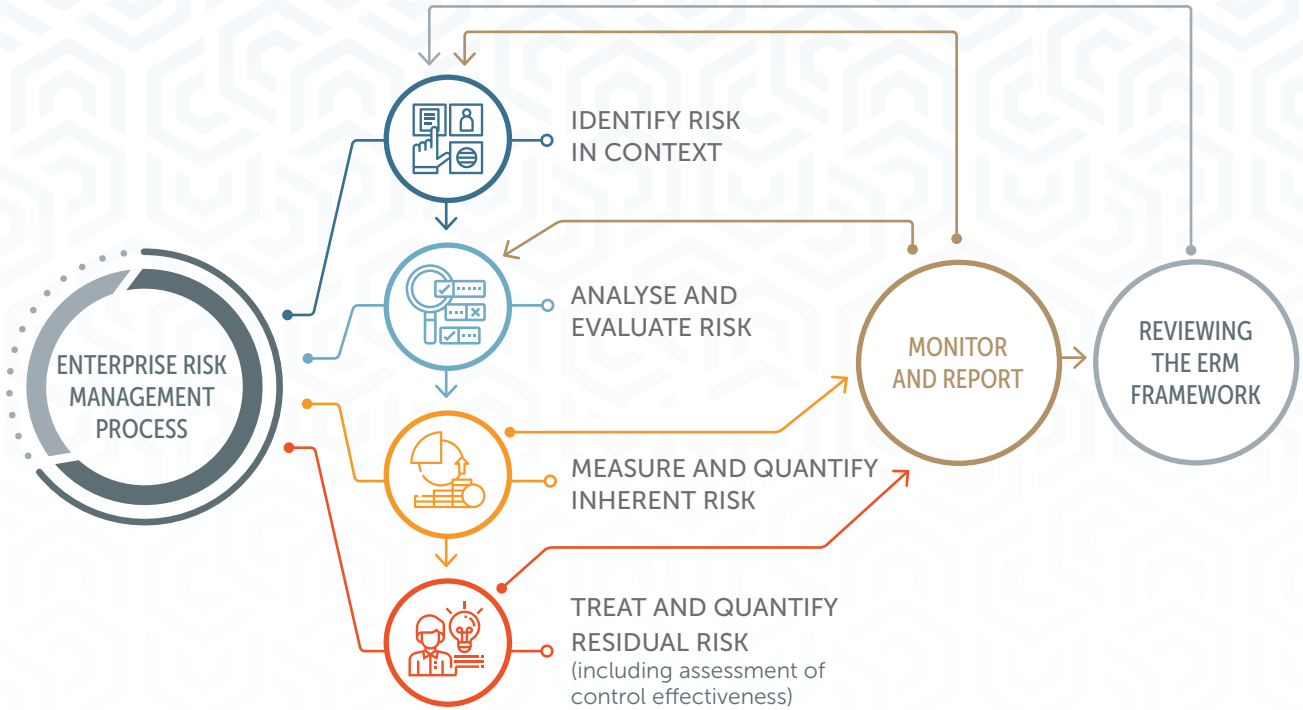 IDENTIFY RISK
IN CONTEXT
ENTERPRISE RISK
MANAGEMENT
PROCESS
ANALYSE AND
EVALUATE RISK
MONITOR
AND REPORT
REVIEWING
THE ERM
FRAMEWORK
MEASURE AND QUANTIFY
INHERENT RISK
TREAT AND QUANTIFY
RESIDUAL RISK
(including assessment of
control effectiveness)